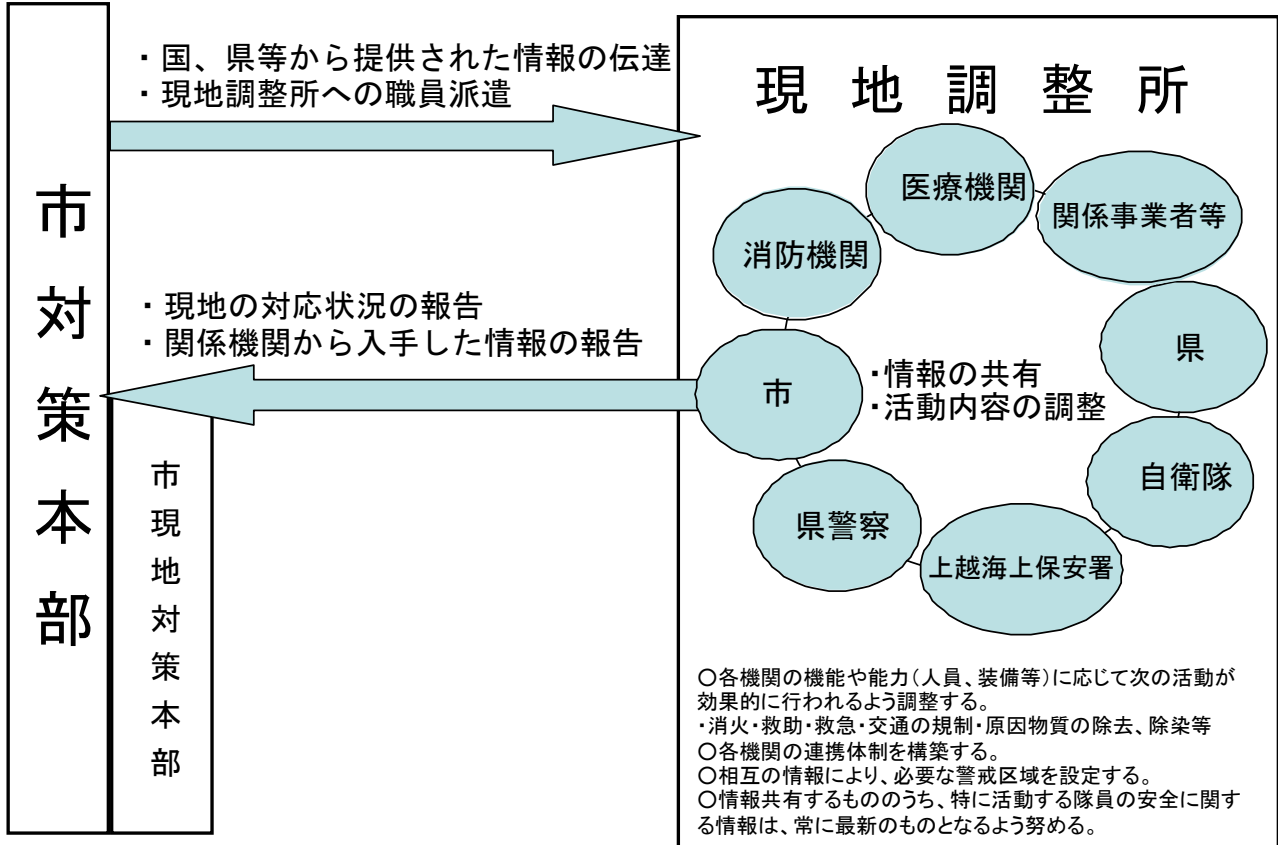 市対策本部
市現地対策本部
・国、県等から提供された情報の伝達
・現地調整所への職員派遣
・現地の対応状況の報告
・関係機関から入手した情報の報告
現地調整所
医療機関
関係事業者等
消防機関
県
市
・情報の共有
・活動内容の調整
自衛隊
県警察
上越海上保安署
○各機関の機能や能力(人員、装備等)に応じて次の活動が
効果的に行われるよう調整する。
・消火・救助・救急・交通の規制・原因物質の除去、除染等
○各機関の連携体制を構築する。
○相互の情報により、必要な警戒区域を設定する。
○情報共有するもののうち、特に活動する隊員の安全に関す
る情報は、常に最新のものとなるよう努める。